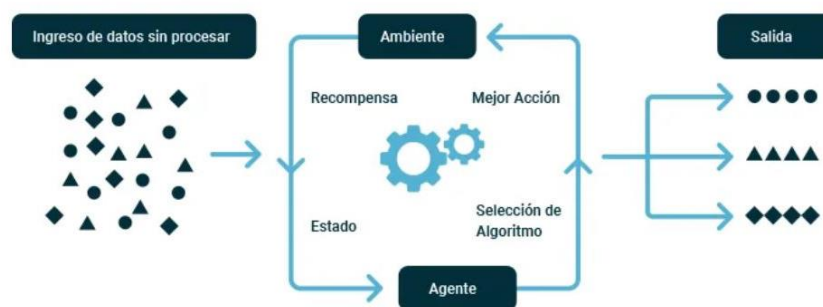 Ingreso de datos sin procesar
Ambiente
Salida
Recompensa
Mejor Acción
Estado
Selección de
Algoritmo
Agente